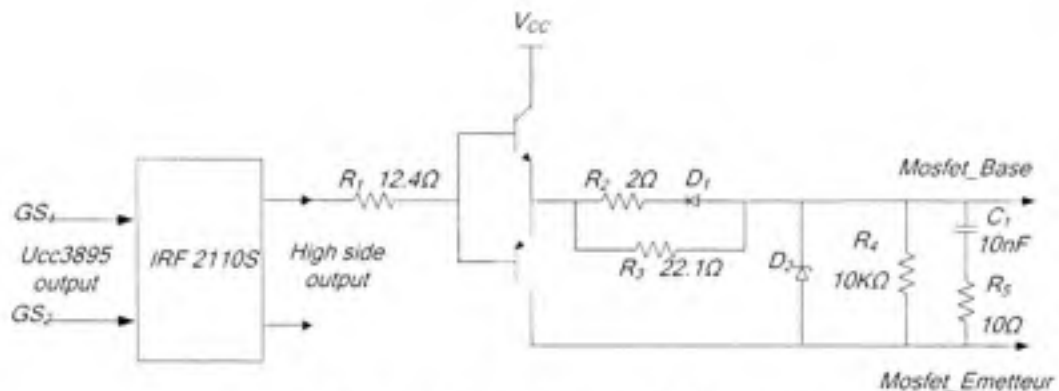 V_CC
Mosfet_Base
R_1 12.4Ω
R_2 2Ω D_1
GS_1
C_1
Ucc3895 output
IRF 2110S
High side output
R_3 22.1Ω
D_2
R_4
10KΩ
10nF
R_5
10Ω
GS_2
Mosfet_Emetteur